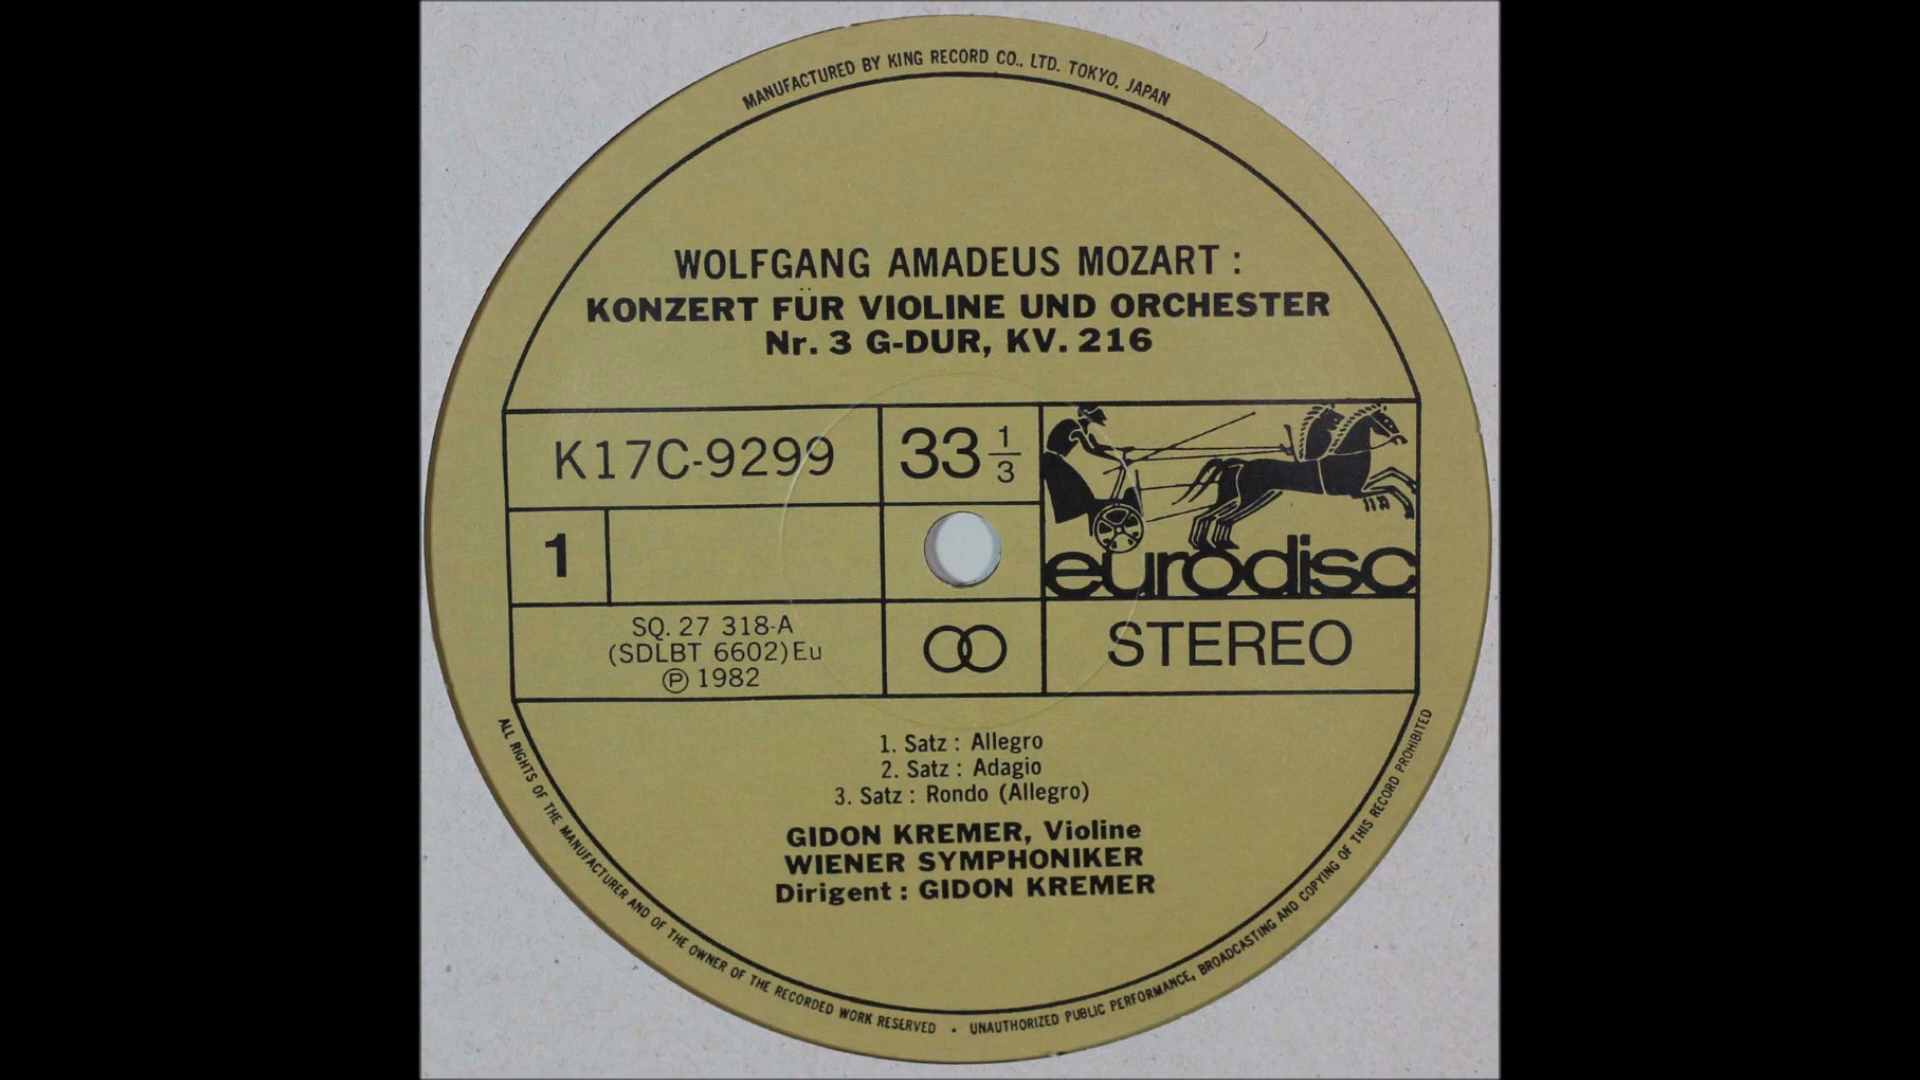 MANUFACTURED BY KING RECORD CO., LTD. TOKYO, JAPAN
WOLFGANG AMADEUS MOZART :
KONZERT FÜR VIOLINE UND ORCHESTER
Nr. 3 G-DUR, KV. 216
K17C-9299
33 1/3
1
eurodisc
SQ. 27 318-A
(SDLBT 6602) Eu
Ⓟ 1982
STEREO
1. Satz : Allegro
2. Satz : Adagio
3. Satz : Rondo (Allegro)
GIDON KREMER, Violine
WIENER SYMPHONIKER
Dirigent : GIDON KREMER
ALL RIGHTS OF THE MANUFACTURER AND OF THE OWNER OF THE RECORDED WORK RESERVED • UNAUTHORIZED PUBLIC PERFORMANCE, BROADCASTING AND COPYING OF THIS RECORD PROHIBITED